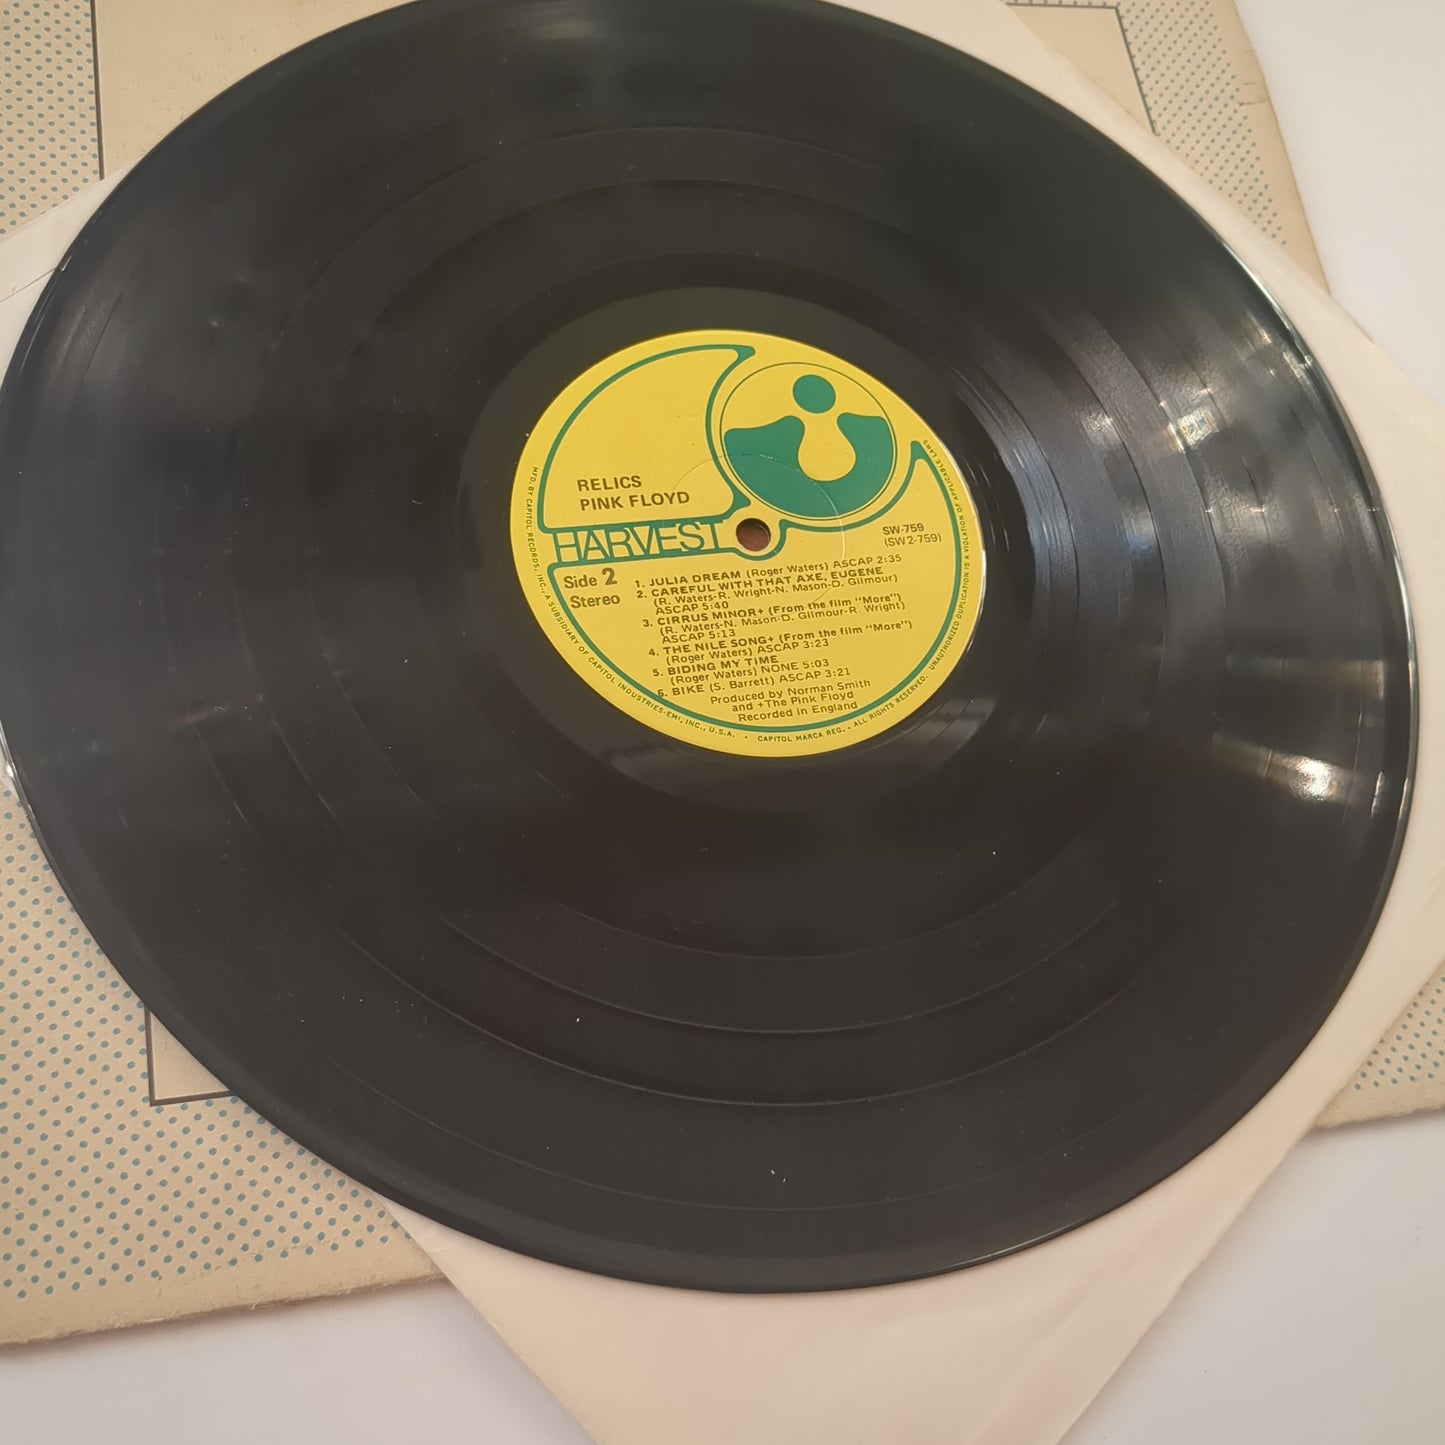 RELICS
PINK FLOYD
HARVEST
SW-759
(SW2-759)
Side 2
Stereo
1. JULIA DREAM (Roger Waters) ASCAP 2:35
2. CAREFUL WITH THAT AXE, EUGENE
(R. Waters-R. Wright-N. Mason-D. Gilmour)
ASCAP 5:40
3. CIRRUS MINOR+ (From the film "More")
(R. Waters-N. Mason-D. Gilmour-R. Wright)
ASCAP 5:13
4. THE NILE SONG+ (From the film "More")
(Roger Waters) ASCAP 3:23
5. BIDING MY TIME
(Roger Waters) NONE 5:03
6. BIKE (S. Barrett) ASCAP 3:21
Produced by Norman Smith
and +The Pink Floyd
Recorded in England
MFD. BY CAPITOL RECORDS, INC., A SUBSIDIARY OF CAPITOL INDUSTRIES-EMI, INC., U.S.A. • CAPITOL MARCA REG. • ALL RIGHTS RESERVED. UNAUTHORIZED DUPLICATION IS A VIOLATION OF APPLICABLE LAWS